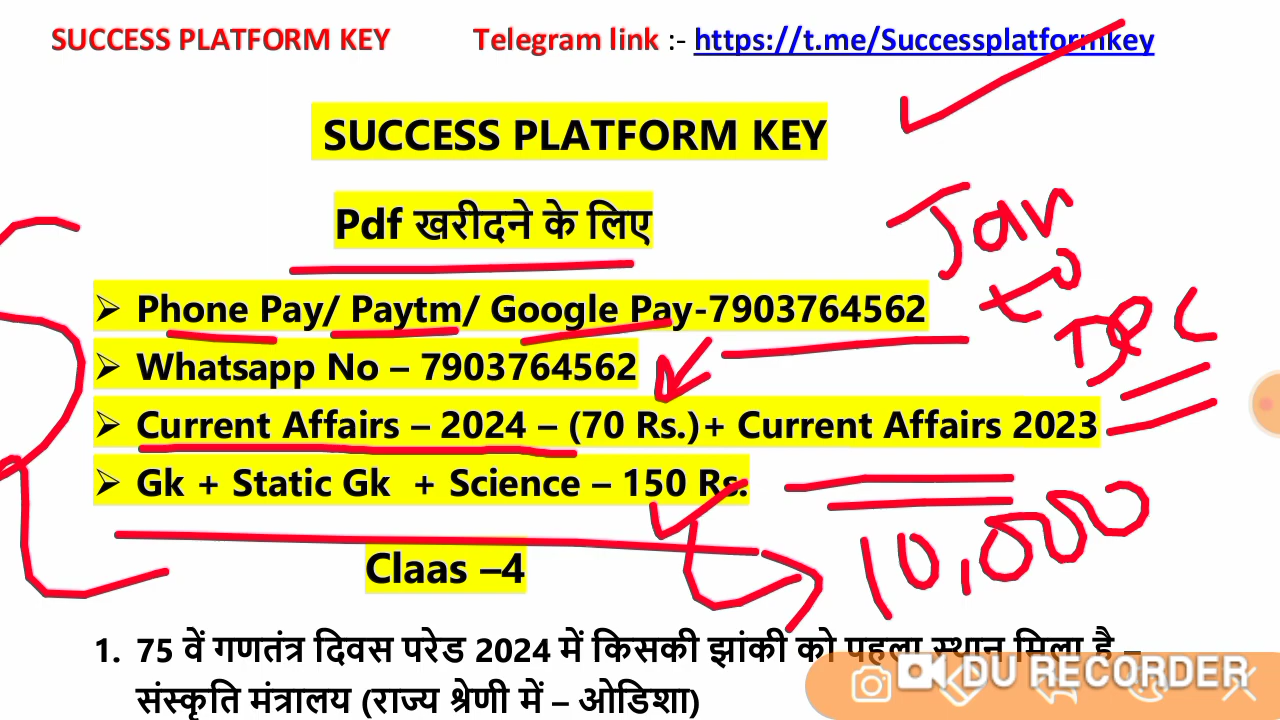 SUCCESS PLATFORM KEY Telegram link :- https://t.me/Successplatformkey
SUCCESS PLATFORM KEY
Pdf खरीदने के लिए
➢ Phone Pay/ Paytm/ Google Pay-7903764562
➢ Whatsapp No – 7903764562
➢ Current Affairs – 2024 – (70 Rs.)+ Current Affairs 2023
➢ Gk + Static Gk + Science – 150 Rs.
Jan
to
Dec
10,000
Claas –4
1. 75 वें गणतंत्र दिवस परेड 2024 में किसकी झांकी को पहला स्थान मिला है –
संस्कृति मंत्रालय (राज्य श्रेणी में – ओडिशा)
DU RECORDER